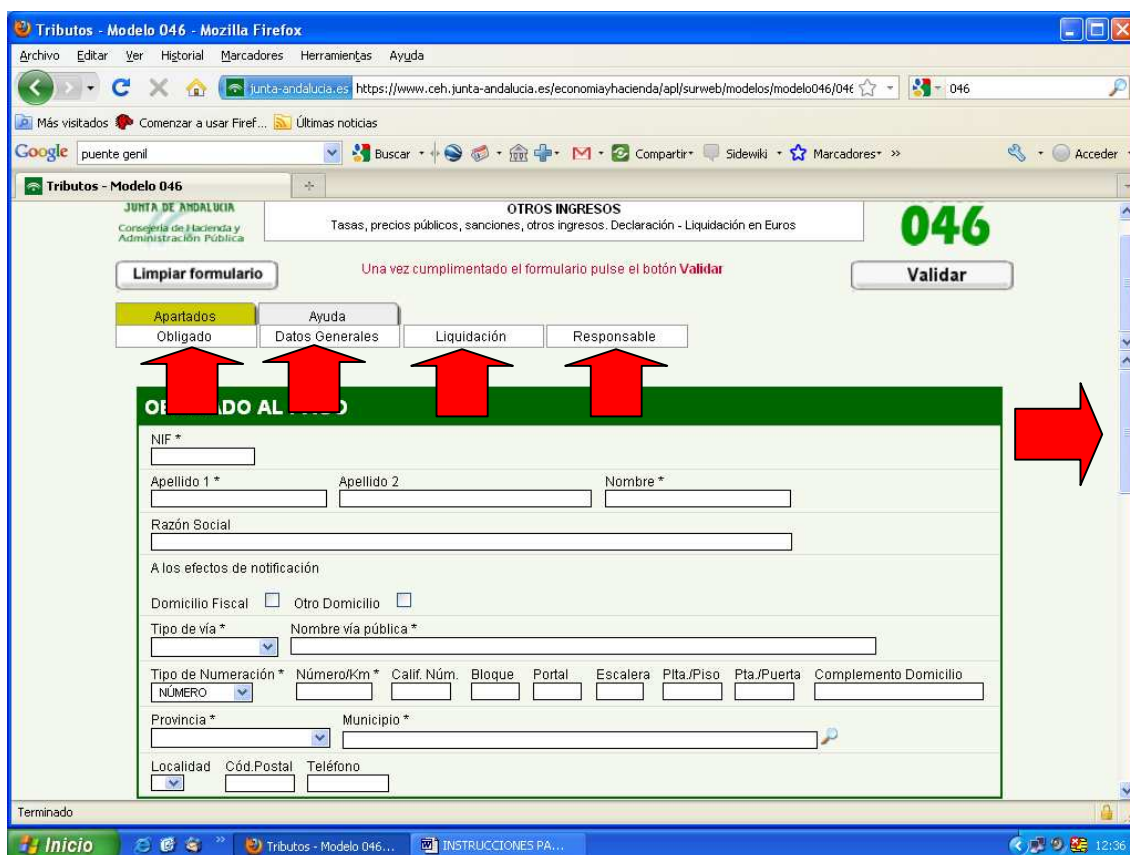 Tributos - Modelo 046 - Mozilla Firefox
Archivo Editar Ver Historial Marcadores Herramientas Ayuda
junta-andalucia.es https://www.ceh.junta-andalucia.es/economiayhacienda/apl/surweb/modelos/modelo046/046 046
Más visitados Comenzar a usar Firef... Últimas noticias
Google puente genil Buscar Compartir Sidewiki Marcadores » Acceder
Tributos - Modelo 046
JUNTA DE ANDALUCIA
Consejería de Hacienda y
Administración Pública
OTROS INGRESOS
Tasas, precios públicos, sanciones, otros ingresos. Declaración - Liquidación en Euros
046
Limpiar formulario Una vez cumplimentado el formulario pulse el botón Validar Validar
Apartados Ayuda
Obligado Datos Generales Liquidación Responsable
AL
NIF *
Apellido 1 * Apellido 2 Nombre *
Razón Social
A los efectos de notificación
Domicilio Fiscal Otro Domicilio
Tipo de vía * Nombre vía pública *
Tipo de Numeración * Número/Km * Calif. Núm. Bloque Portal Escalera Plta./Piso Pta./Puerta Complemento Domicilio
NÚMERO
Provincia * Municipio *
Localidad Cód.Postal Teléfono
Terminado
Inicio » Tributos - Modelo 046... INSTRUCCIONES PA... 12:36